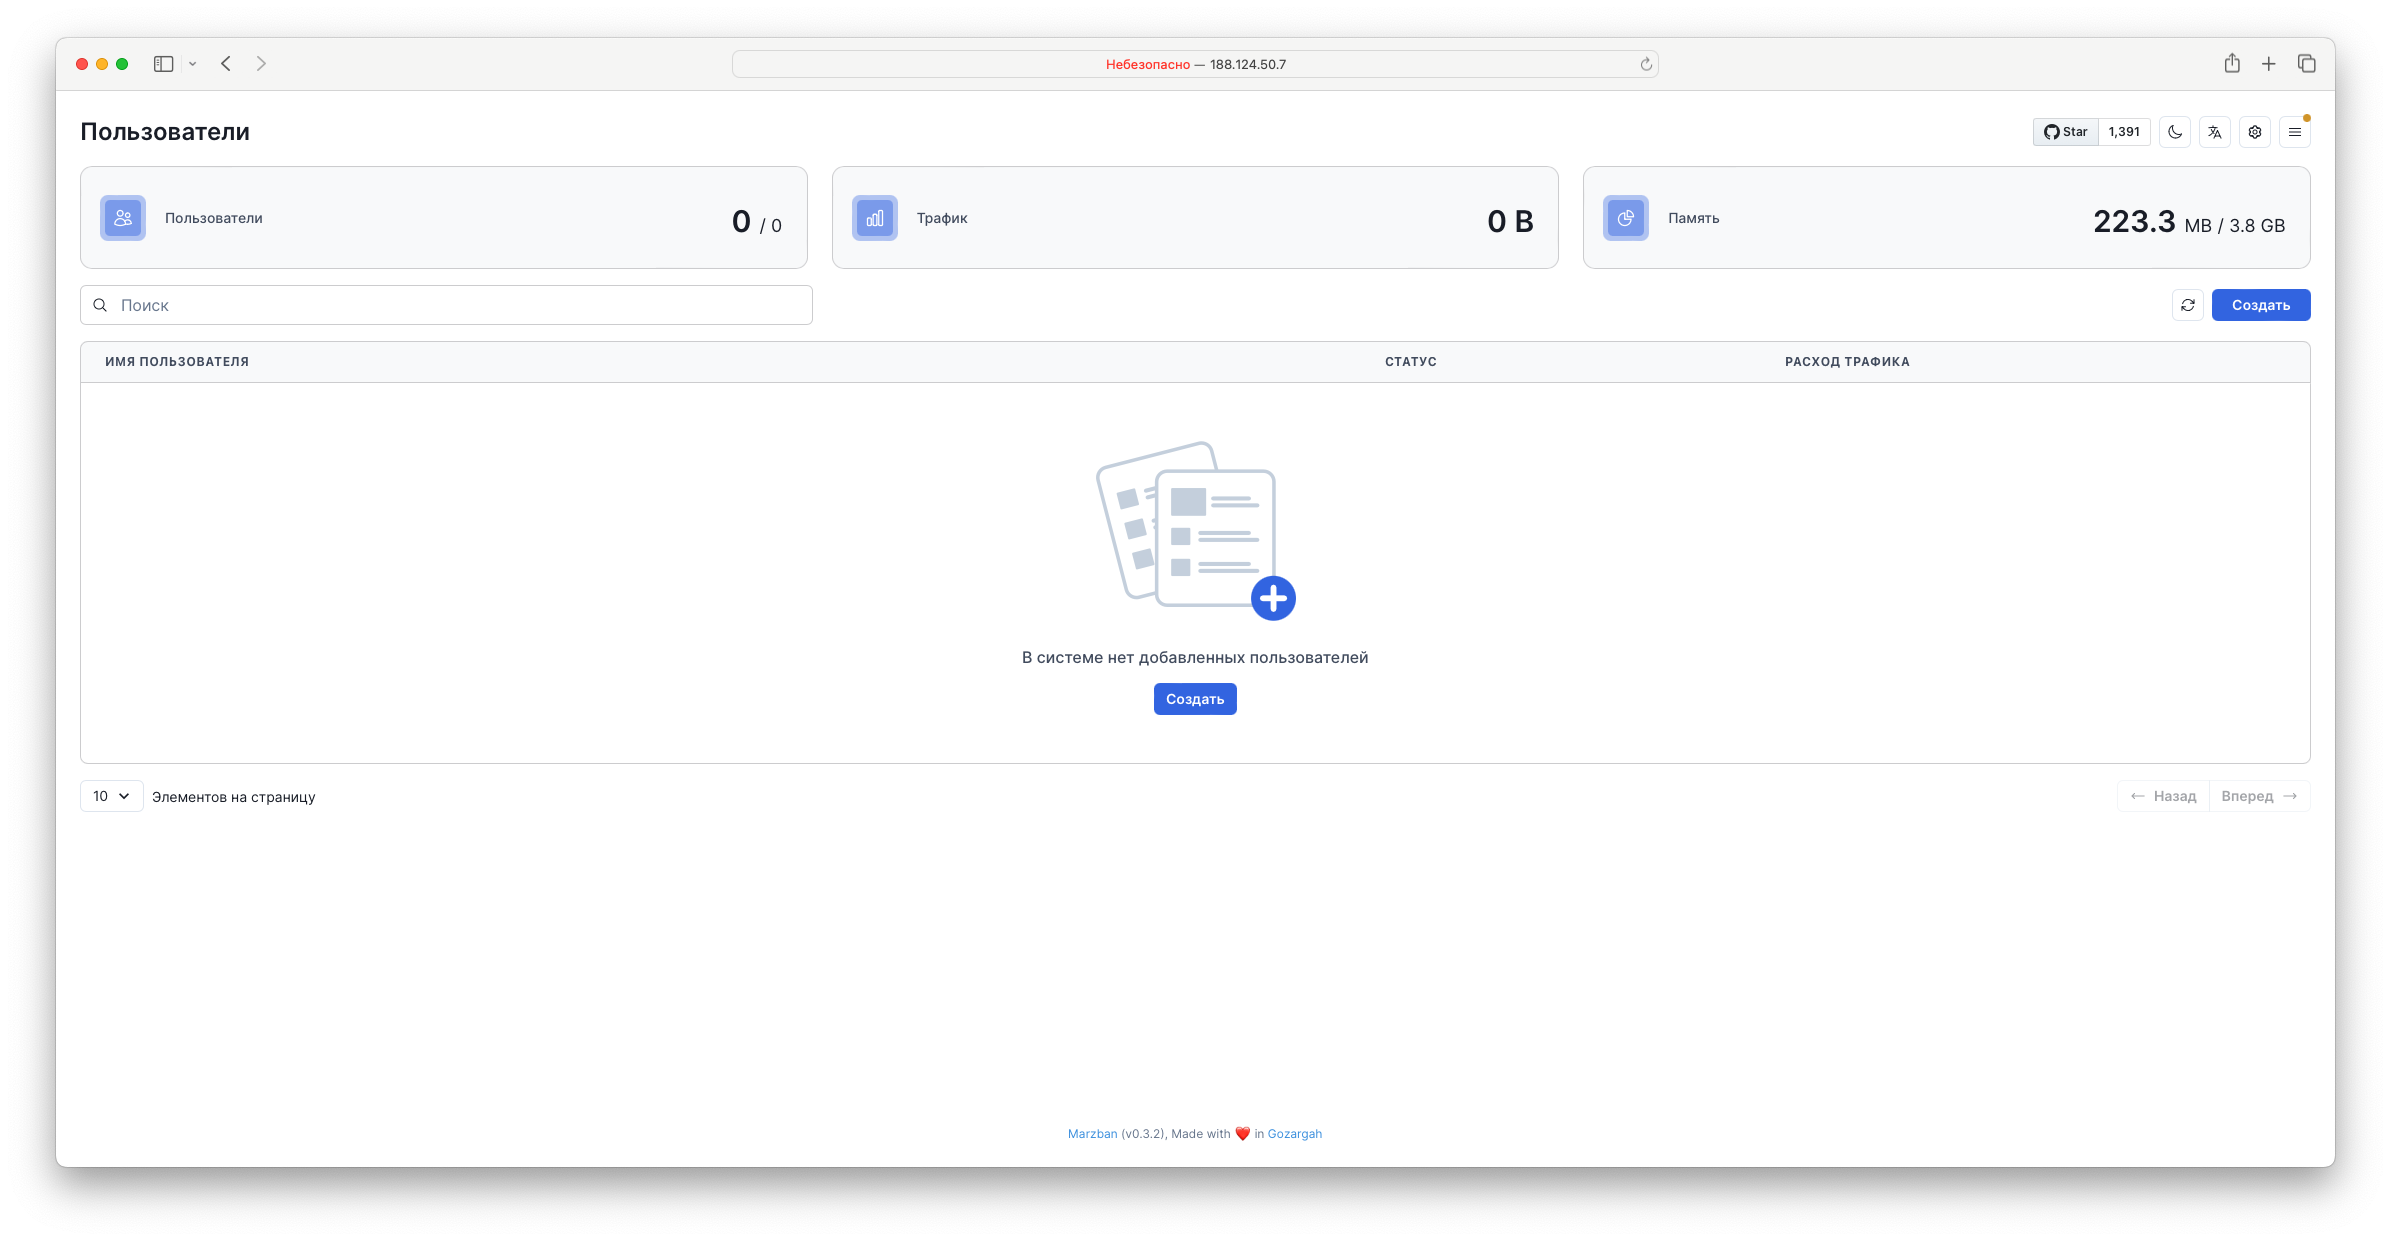 Небезопасно — 188.124.50.7
Пользователи
Star 1,391
Пользователи 0 / 0
Трафик 0 B
Память 223.3 MB / 3.8 GB
Поиск
Создать
ИМЯ ПОЛЬЗОВАТЕЛЯ СТАТУС РАСХОД ТРАФИКА
В системе нет добавленных пользователей
Создать
10 Элементов на страницу
← Назад Вперед →
Marzban (v0.3.2), Made with ❤️ in Gozargah